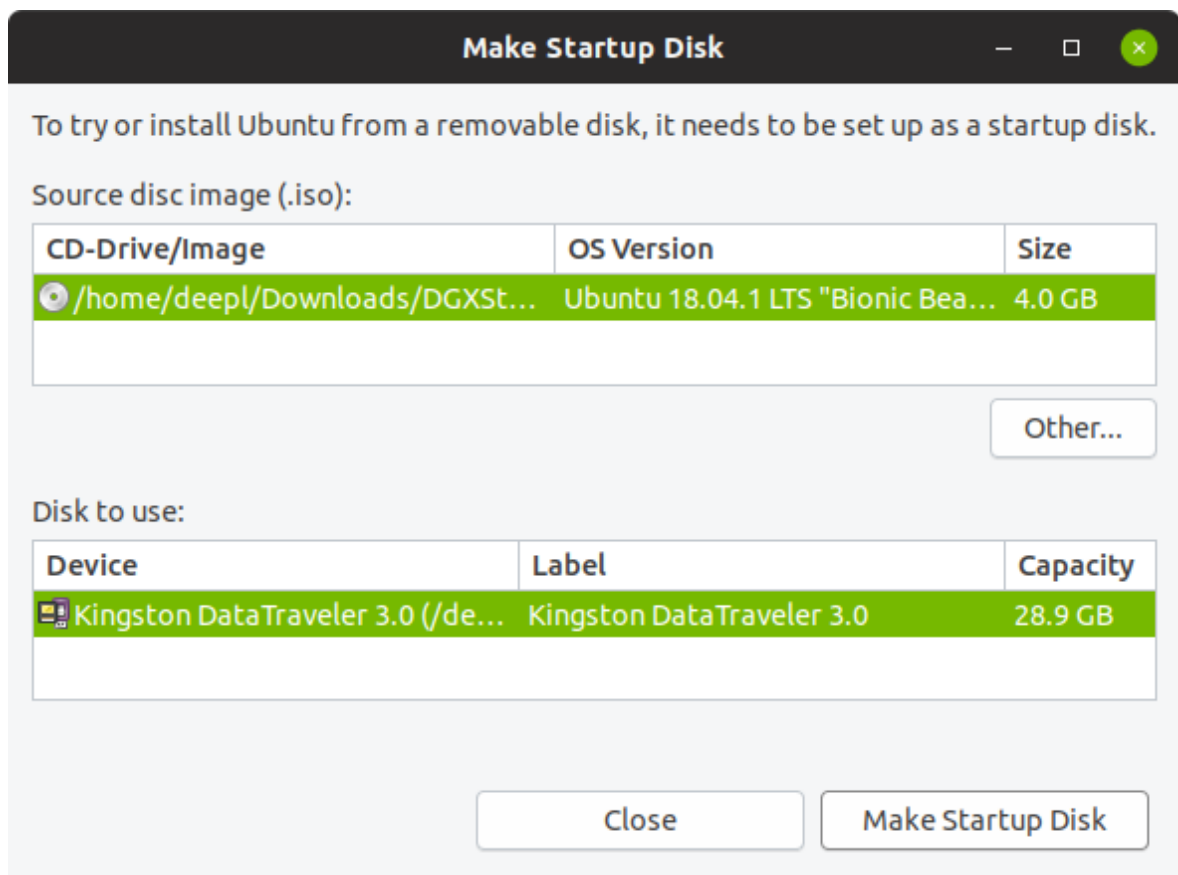 Make Startup Disk
To try or install Ubuntu from a removable disk, it needs to be set up as a startup disk.
Source disc image (.iso):
CD-Drive/Image OS Version Size
/home/deepl/Downloads/DGXSt... Ubuntu 18.04.1 LTS "Bionic Bea... 4.0 GB
Other...
Disk to use:
Device Label Capacity
Kingston DataTraveler 3.0 (/de... Kingston DataTraveler 3.0 28.9 GB
Close Make Startup Disk